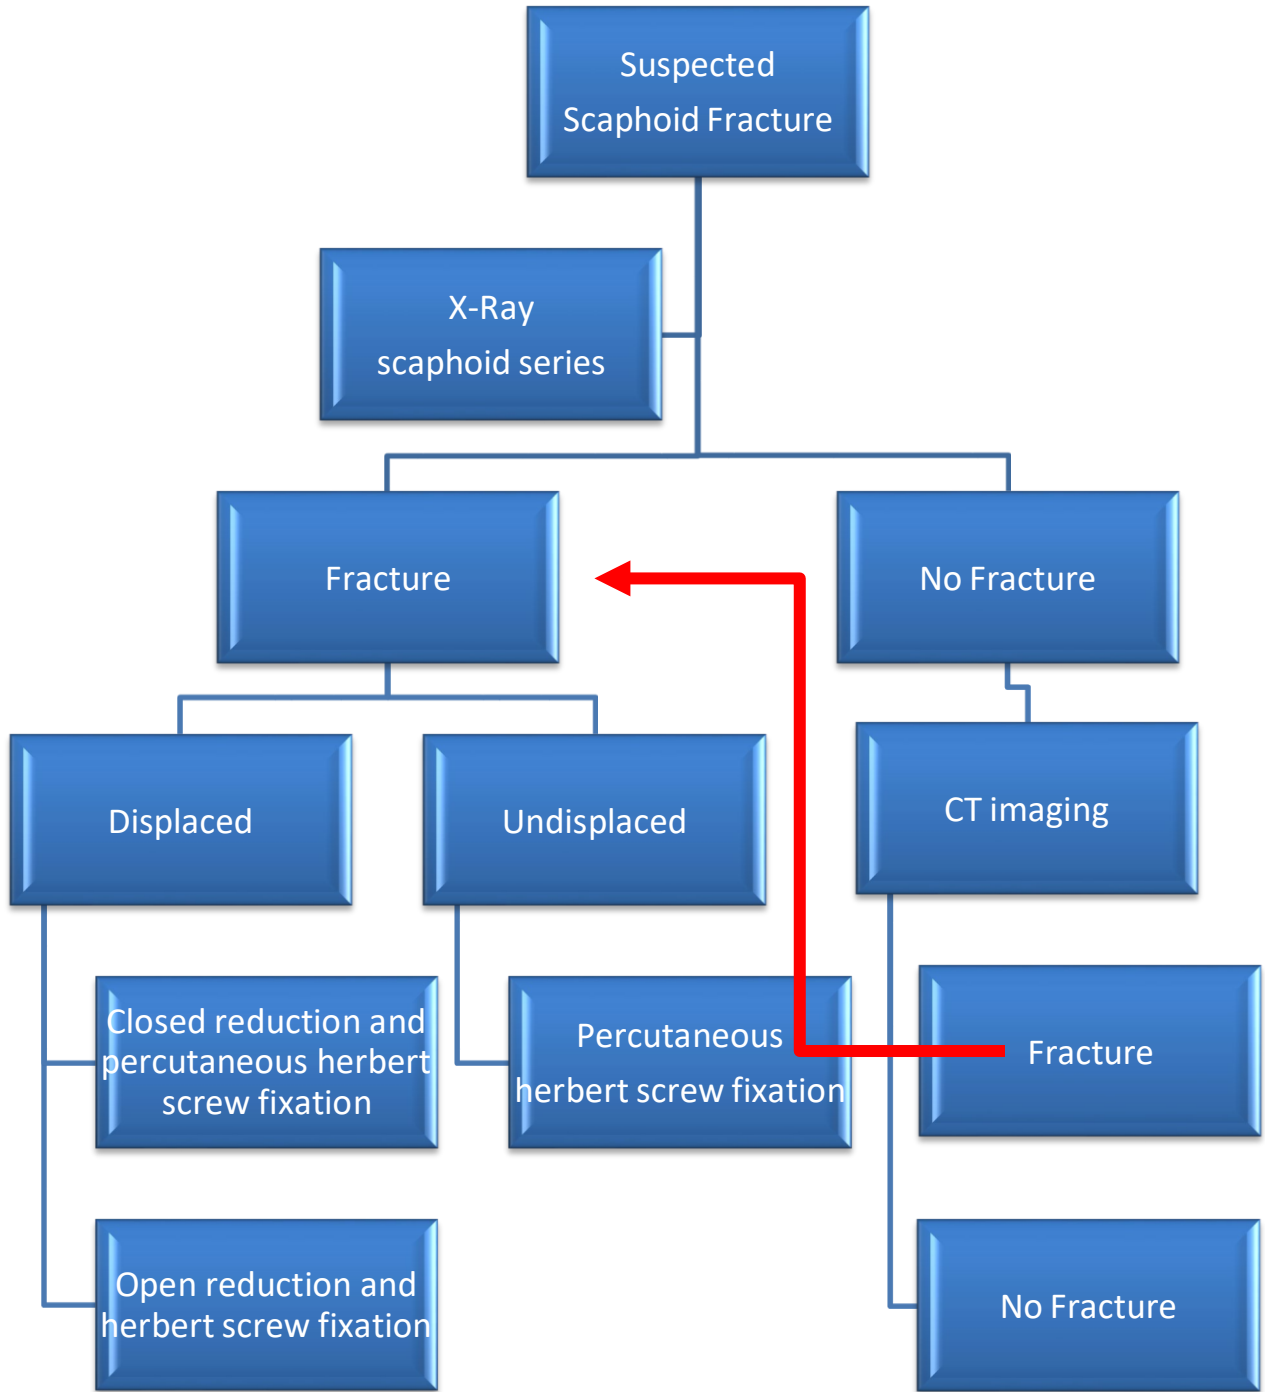 Suspected
Scaphoid Fracture
X-Ray
scaphoid series
Fracture
No Fracture
Displaced
Undisplaced
CT imaging
Closed reduction and
percutaneous herbert
screw fixation
Percutaneous
herbert screw fixation
Fracture
Open reduction and
herbert screw fixation
No Fracture